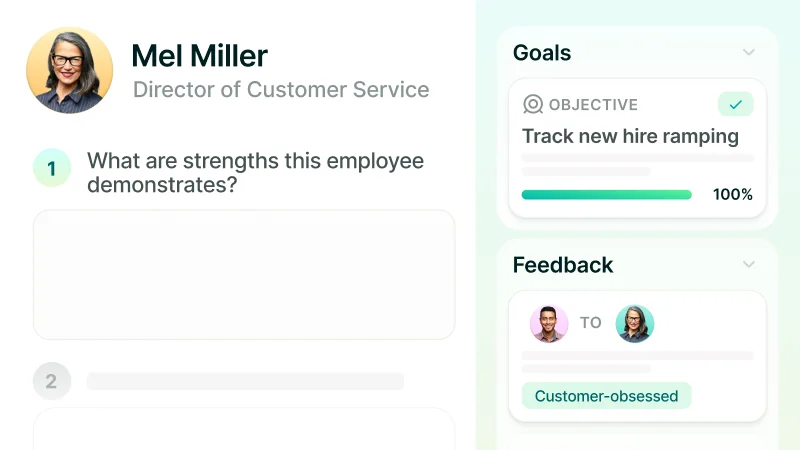 Mel Miller
Director of Customer Service
1
What are strengths this employee
demonstrates?
2
Goals
OBJECTIVE
Track new hire ramping
100%
Feedback
TO
Customer-obsessed